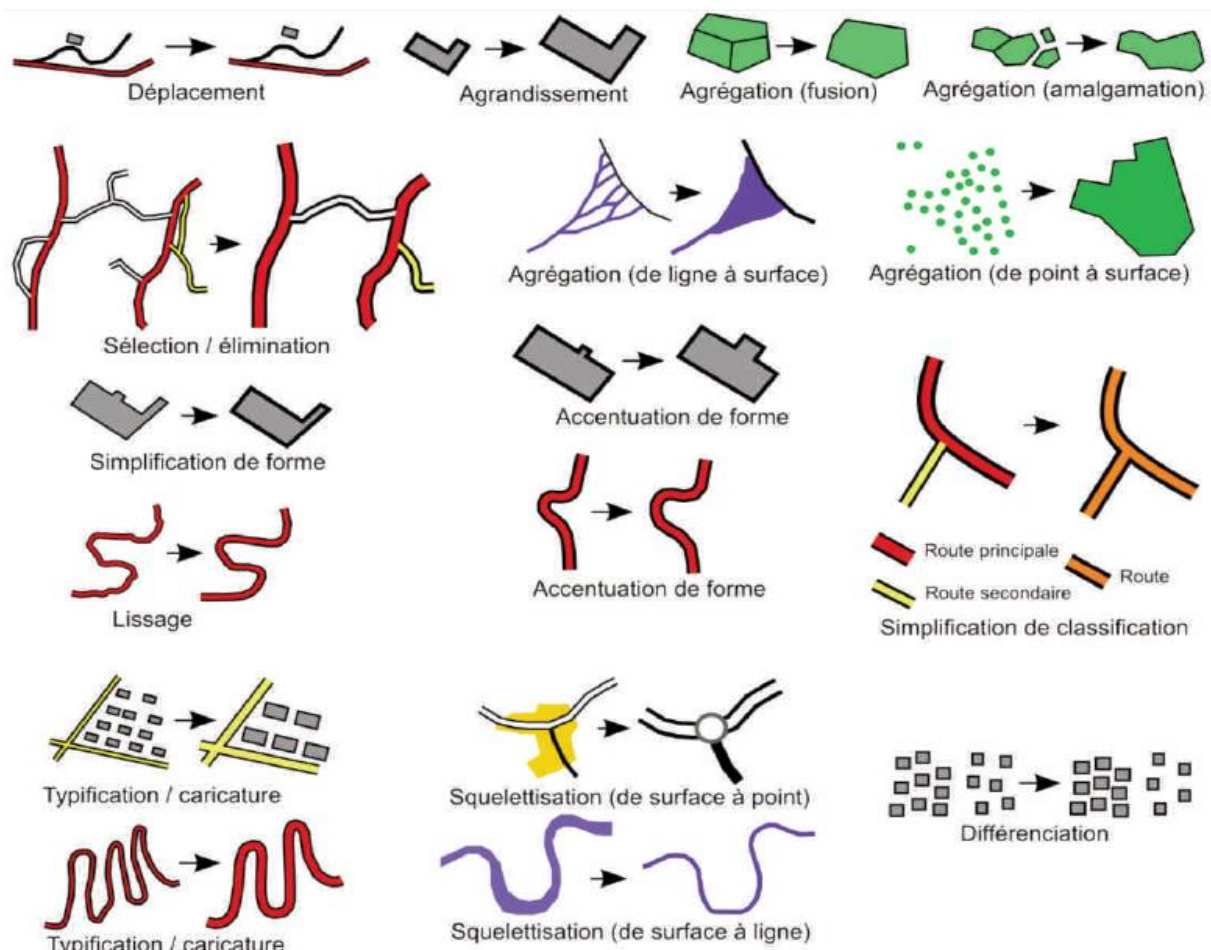 Déplacement
Agrandissement
Agrégation (fusion)
Agrégation (amalgamation)
Sélection / élimination
Agrégation (de ligne à surface)
Agrégation (de point à surface)
Simplification de forme
Accentuation de forme
Lissage
Accentuation de forme
Route principale
Route
Route secondaire
Simplification de classification
Typification / caricature
Squelettisation (de surface à point)
Différenciation
Typification / caricature
Squelettisation (de surface à ligne)